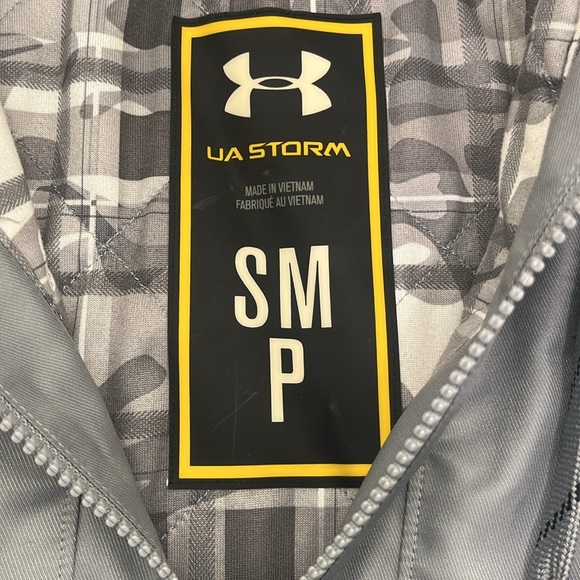 UA STORM
MADE IN VIETNAM
FABRIQUÉ AU VIETNAM
SM
P